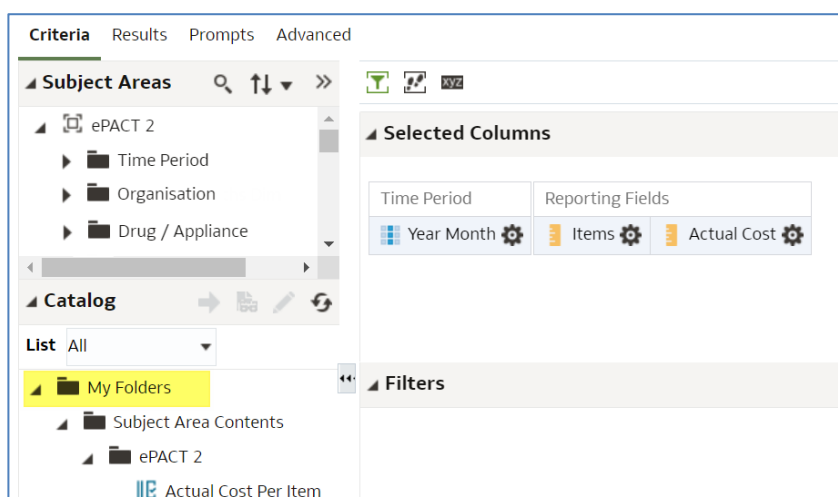 Criteria Results Prompts Advanced
Subject Areas
ePACT 2
Time Period
Organisation
Drug / Appliance
Catalog
List All
My Folders
Subject Area Contents
ePACT 2
Actual Cost Per Item
xyz
Selected Columns
Time Period Reporting Fields
Year Month Items Actual Cost
Filters